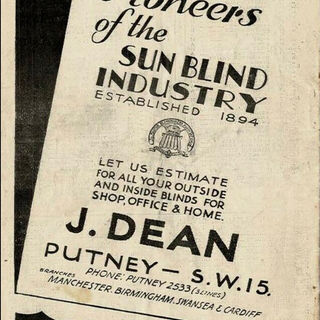 Pioneers
of the
SUN BLIND
INDUSTRY
ESTABLISHED 1894
LET US ESTIMATE
FOR ALL YOUR OUTSIDE
AND INSIDE BLINDS FOR
SHOP, OFFICE & HOME.
J. DEAN
PUTNEY — S.W.15.
PHONE: PUTNEY 2533 (3 LINES)
BRANCHES
MANCHESTER, BIRMINGHAM, SWANSEA & CARDIFF